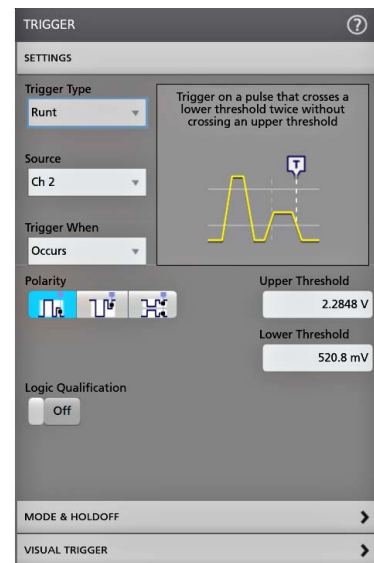 TRIGGER
?
SETTINGS
Trigger Type
Runt
Trigger on a pulse that crosses a
lower threshold twice without
crossing an upper threshold
T
Source
Ch 2
Trigger When
Occurs
Polarity
Upper Threshold
2.2848 V
Lower Threshold
520.8 mV
Logic Qualification
Off
MODE & HOLDOFF
VISUAL TRIGGER